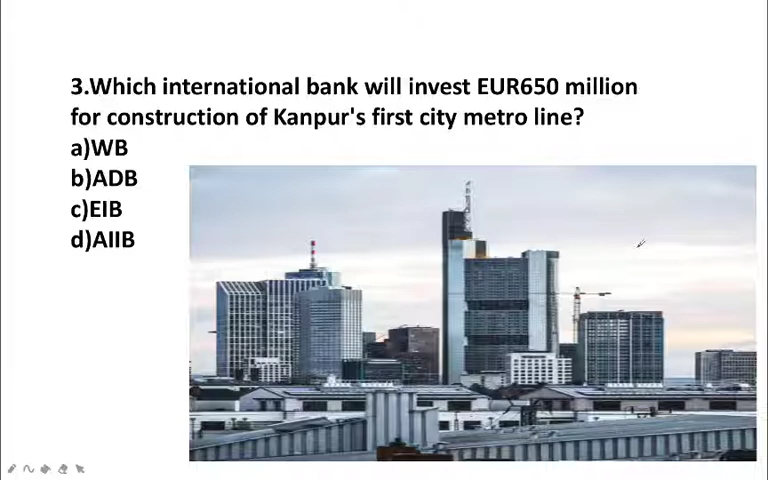 3.Which international bank will invest EUR650 million
for construction of Kanpur's first city metro line?
a)WB
b)ADB
c)EIB
d)AIIB